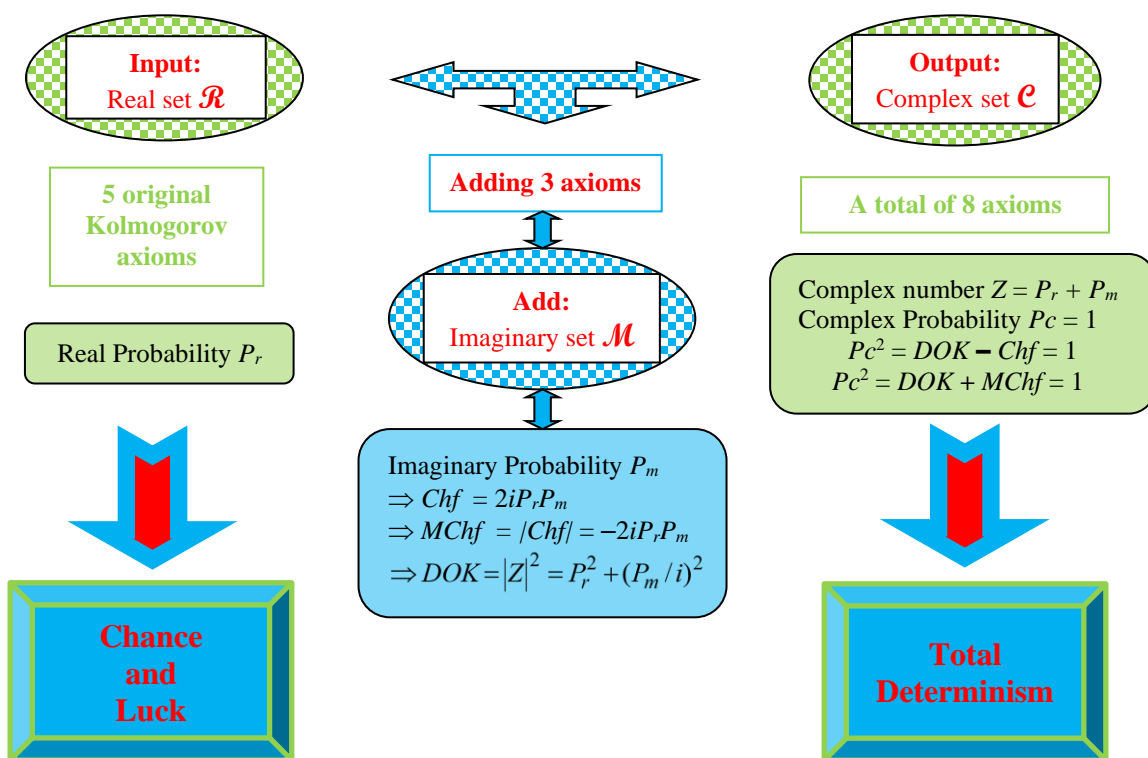 Input:
Real set ℛ
5 original
Kolmogorov
axioms
Real Probability Pᵣ
Chance
and
Luck
Adding 3 axioms
Add:
Imaginary set ℳ
Imaginary Probability Pₘ
⇒ Chf = 2iPᵣPₘ
⇒ MChf = |Chf| = −2iPᵣPₘ
⇒ DOK = |Z|² = Pᵣ² + (Pₘ/i)²
Output:
Complex set 𝒞
A total of 8 axioms
Complex number Z = Pᵣ + Pₘ
Complex Probability Pc = 1
Pc² = DOK − Chf = 1
Pc² = DOK + MChf = 1
Total
Determinism